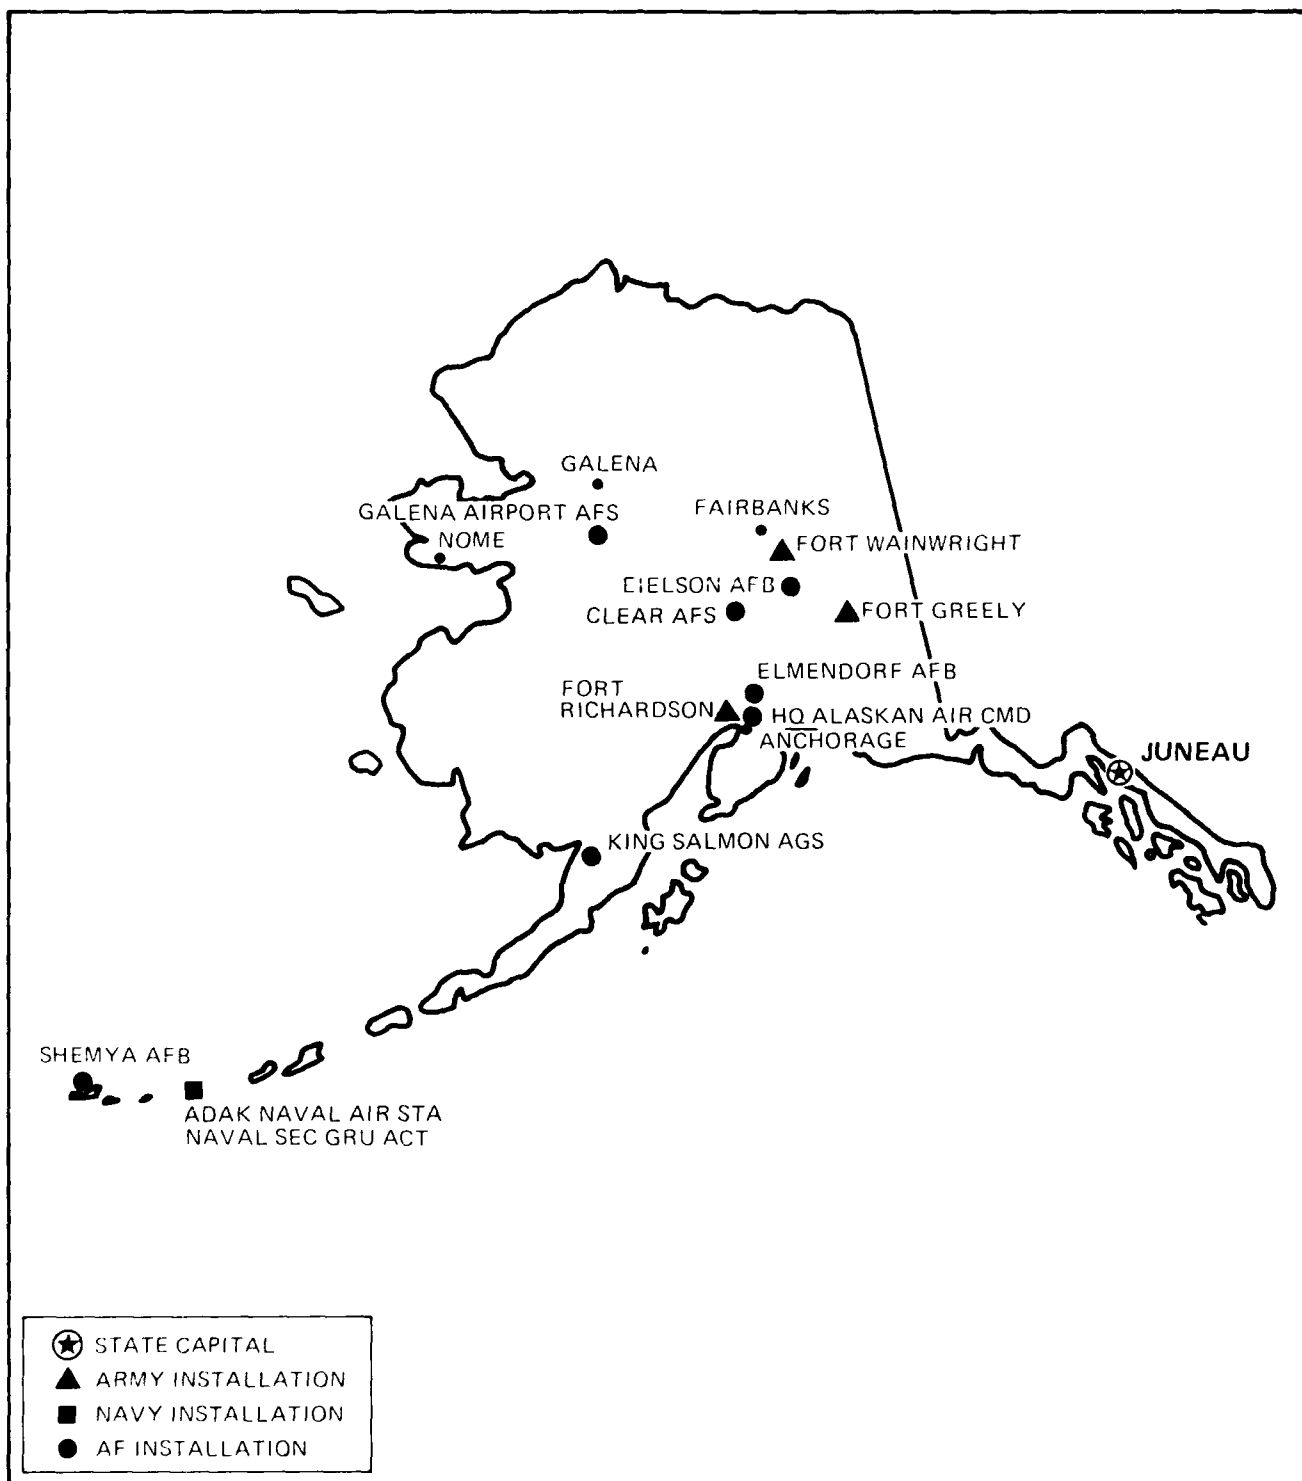 GALENA
GALENA AIRPORT AFS
NOME
FAIRBANKS
FORT WAINWRIGHT
EIELSON AFB
CLEAR AFS
FORT GREELY
ELMENDORF AFB
FORT
RICHARDSON
HQ ALASKAN AIR CMD
ANCHORAGE
JUNEAU
KING SALMON AGS
SHEMYA AFB
ADAK NAVAL AIR STA
NAVAL SEC GRU ACT
STATE CAPITAL
ARMY INSTALLATION
NAVY INSTALLATION
AF INSTALLATION